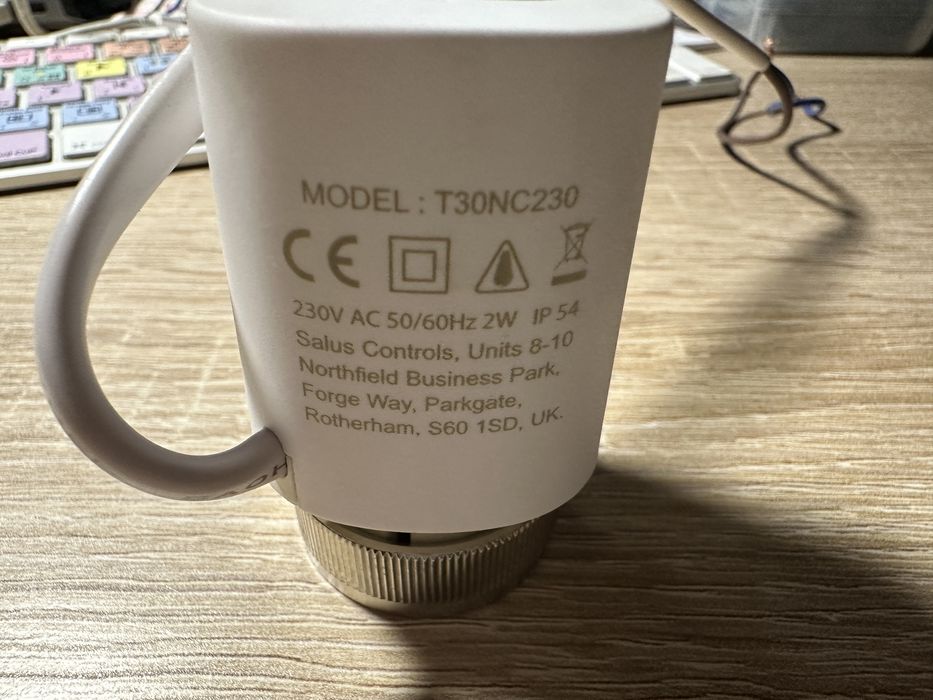 MODEL : T30NC230
CE
230V AC 50/60Hz 2W IP 54
Salus Controls, Units 8-10
Northfield Business Park,
Forge Way, Parkgate,
Rotherham, S60 1SD, UK.